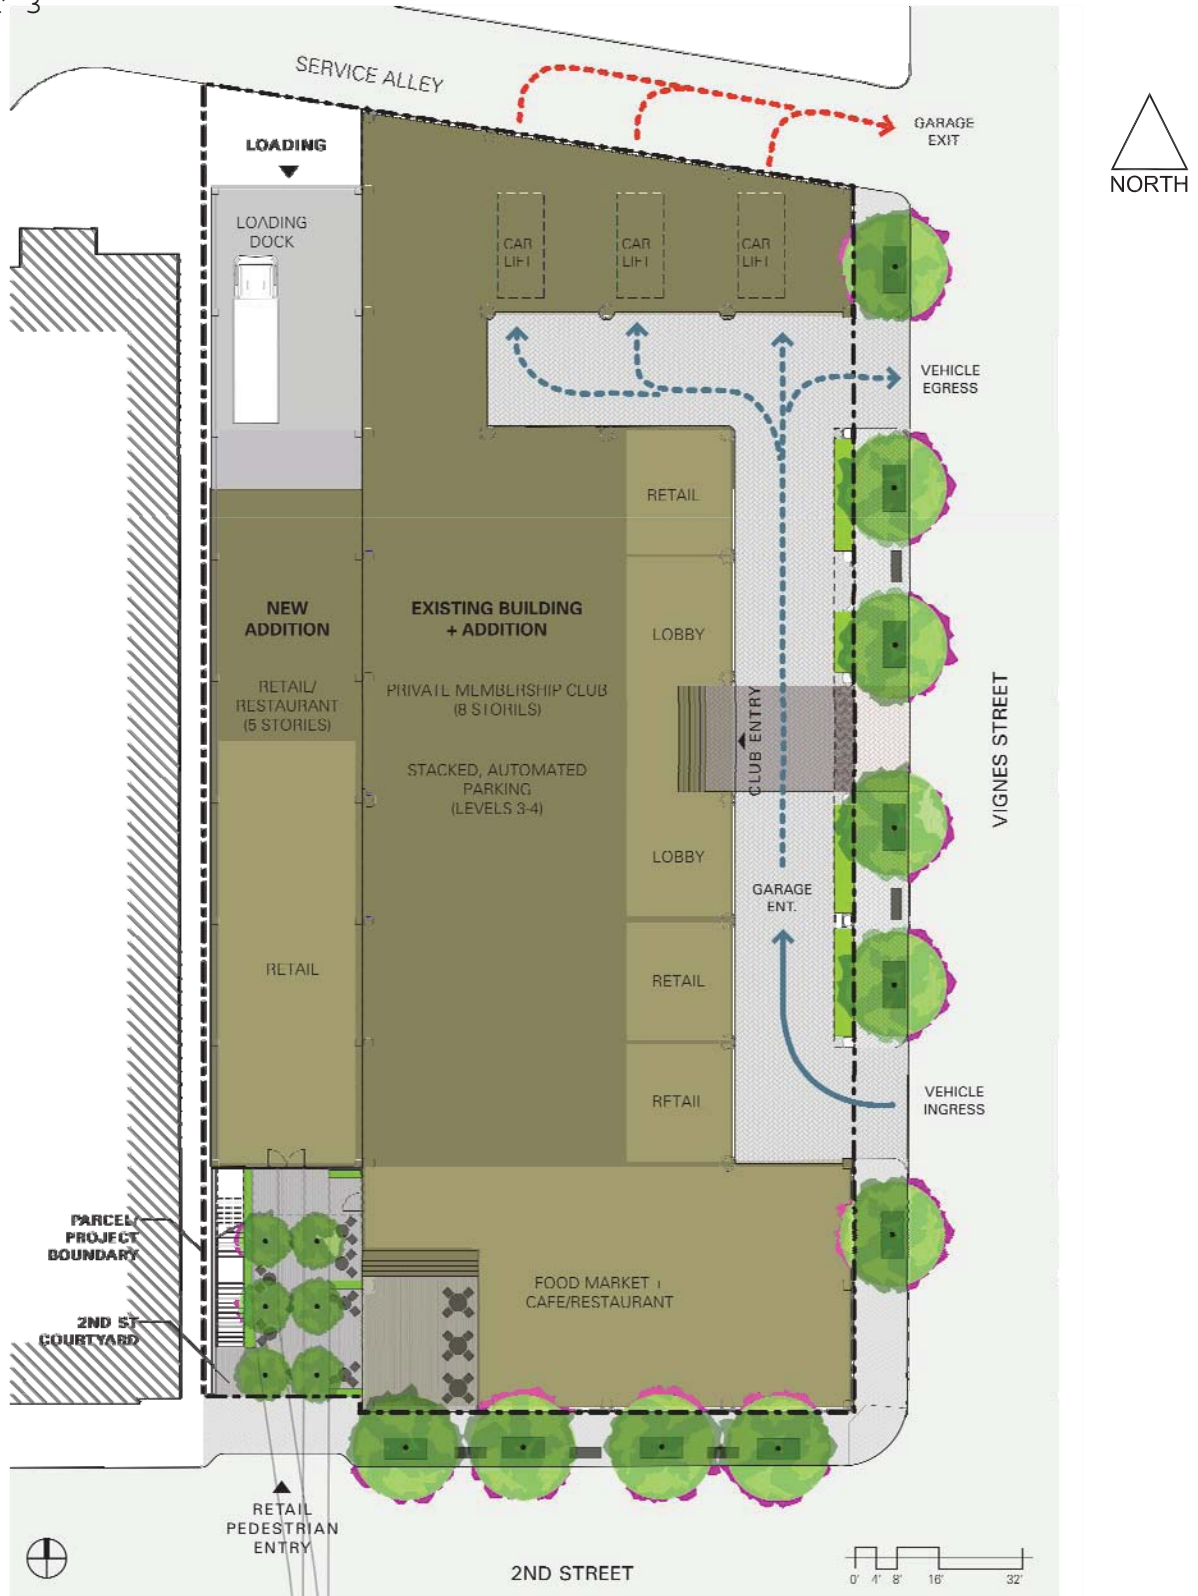 3
SERVICE ALLEY
GARAGE
EXIT
NORTH
LOADING
LOADING
DOCK
CAR
LIFT
CAR
LIFT
CAR
LIFT
VEHICLE
EGRESS
RETAIL
NEW
ADDITION
EXISTING BUILDING
+ ADDITION
LOBBY
RETAIL/
RESTAURANT
(5 STORIES)
PRIVATE MEMBERSHIP CLUB
(8 STORIES)
CLUB ENTRY
VIGNES STREET
STACKED, AUTOMATED
PARKING
(LEVELS 3-4)
LOBBY
GARAGE
ENT.
RETAIL
RETAIL
VEHICLE
INGRESS
RETAIL
PARCEL/
PROJECT
BOUNDARY
FOOD MARKET +
CAFE/RESTAURANT
2ND ST
COURTYARD
RETAIL
PEDESTRIAN
ENTRY
2ND STREET
0' 4' 8' 16' 32'